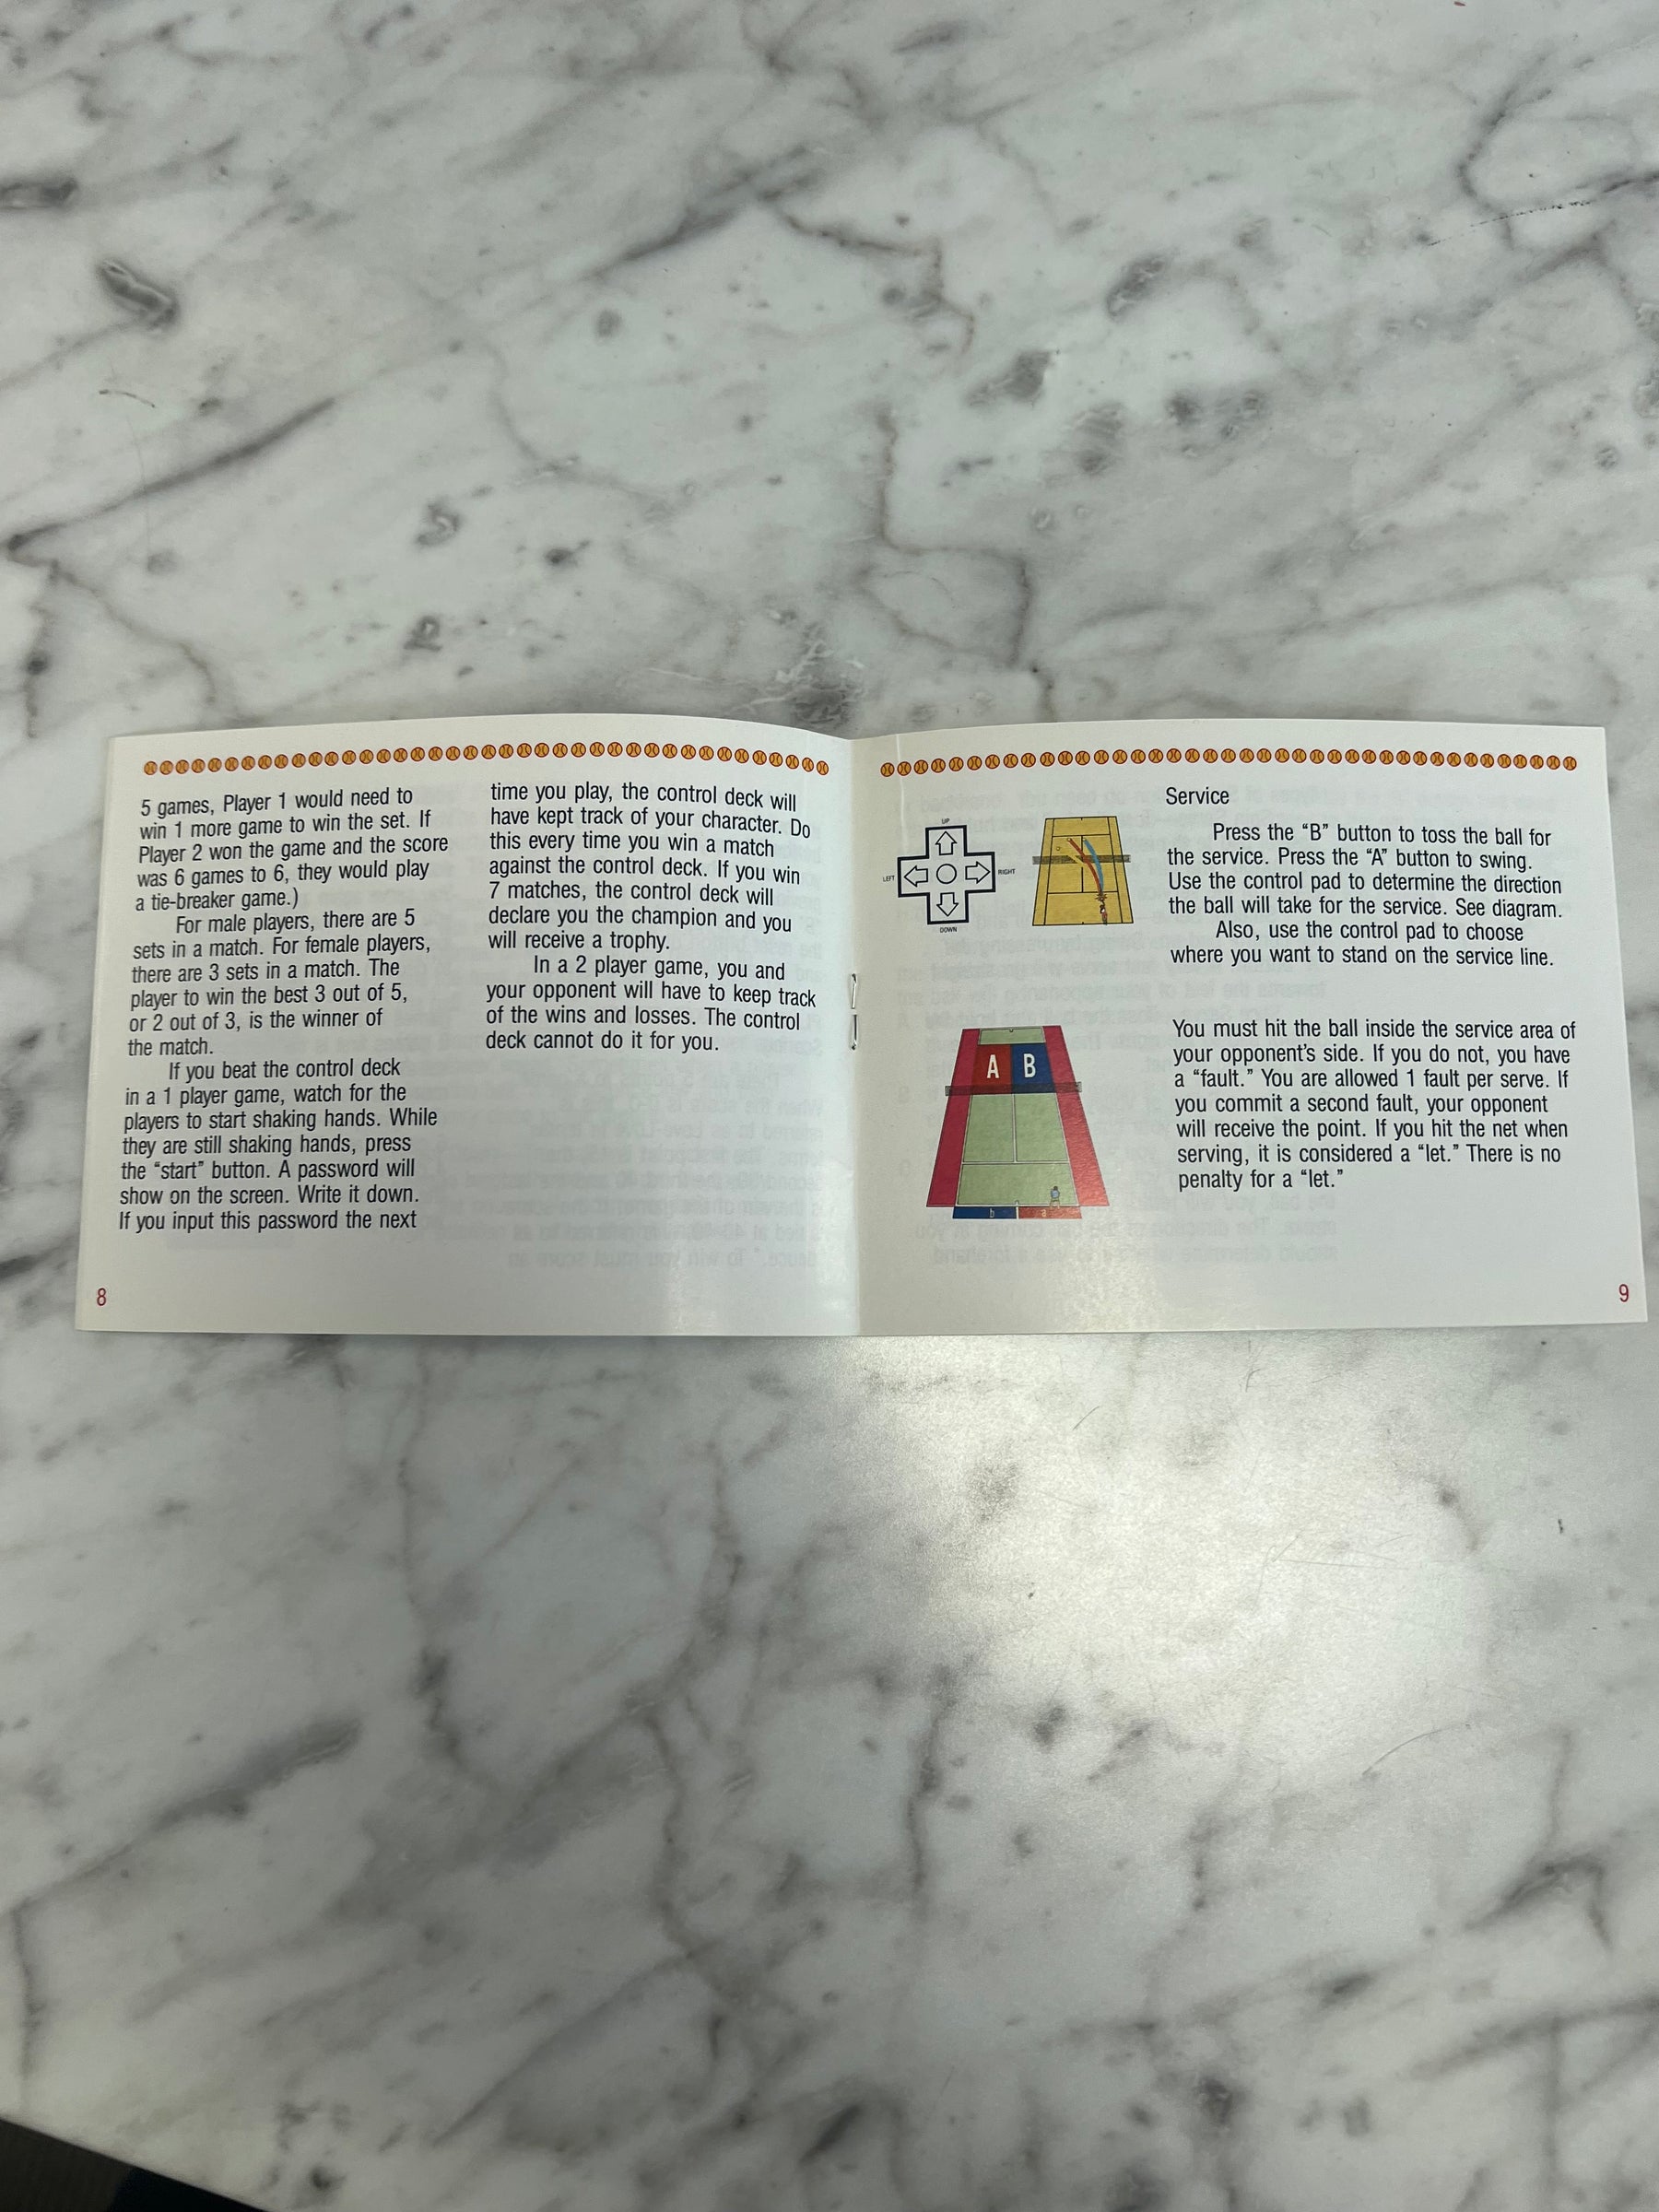 5 games, Player 1 would need to
win 1 more game to win the set. If
Player 2 won the game and the score
was 6 games to 6, they would play
a tie-breaker game.)
For male players, there are 5
sets in a match. For female players,
there are 3 sets in a match. The
player to win the best 3 out of 5,
or 2 out of 3, is the winner of
the match.
If you beat the control deck
in a 1 player game, watch for the
players to start shaking hands. While
they are still shaking hands, press
the “start” button. A password will
show on the screen. Write it down.
If you input this password the next
8
time you play, the control deck will
have kept track of your character. Do
this every time you win a match
against the control deck. If you win
7 matches, the control deck will
declare you the champion and you
will receive a trophy.
In a 2 player game, you and
your opponent will have to keep track
of the wins and losses. The control
deck cannot do it for you.
UP
LEFT
RIGHT
DOWN
A B
b a
Service
Press the “B” button to toss the ball for
the service. Press the “A” button to swing.
Use the control pad to determine the direction
the ball will take for the service. See diagram.
Also, use the control pad to choose
where you want to stand on the service line.
You must hit the ball inside the service area of
your opponent’s side. If you do not, you have
a “fault.” You are allowed 1 fault per serve. If
you commit a second fault, your opponent
will receive the point. If you hit the net when
serving, it is considered a “let.” There is no
penalty for a “let.”
9